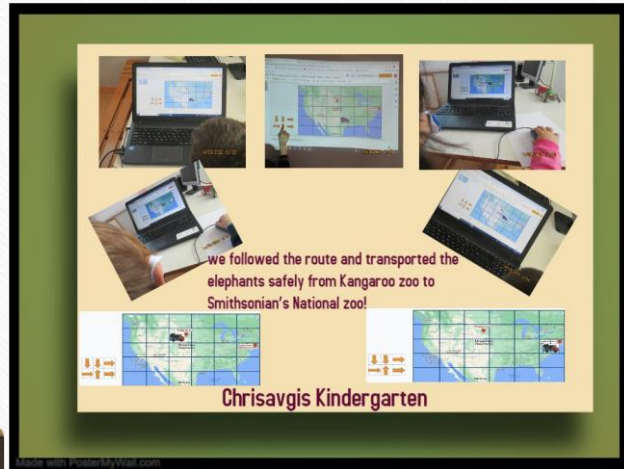 we followed the route and transported the
elephants safely from Kangaroo zoo to
Smithsonian's National zoo!
Chrisavgis Kindergarten
Made with PosterMyWall.com